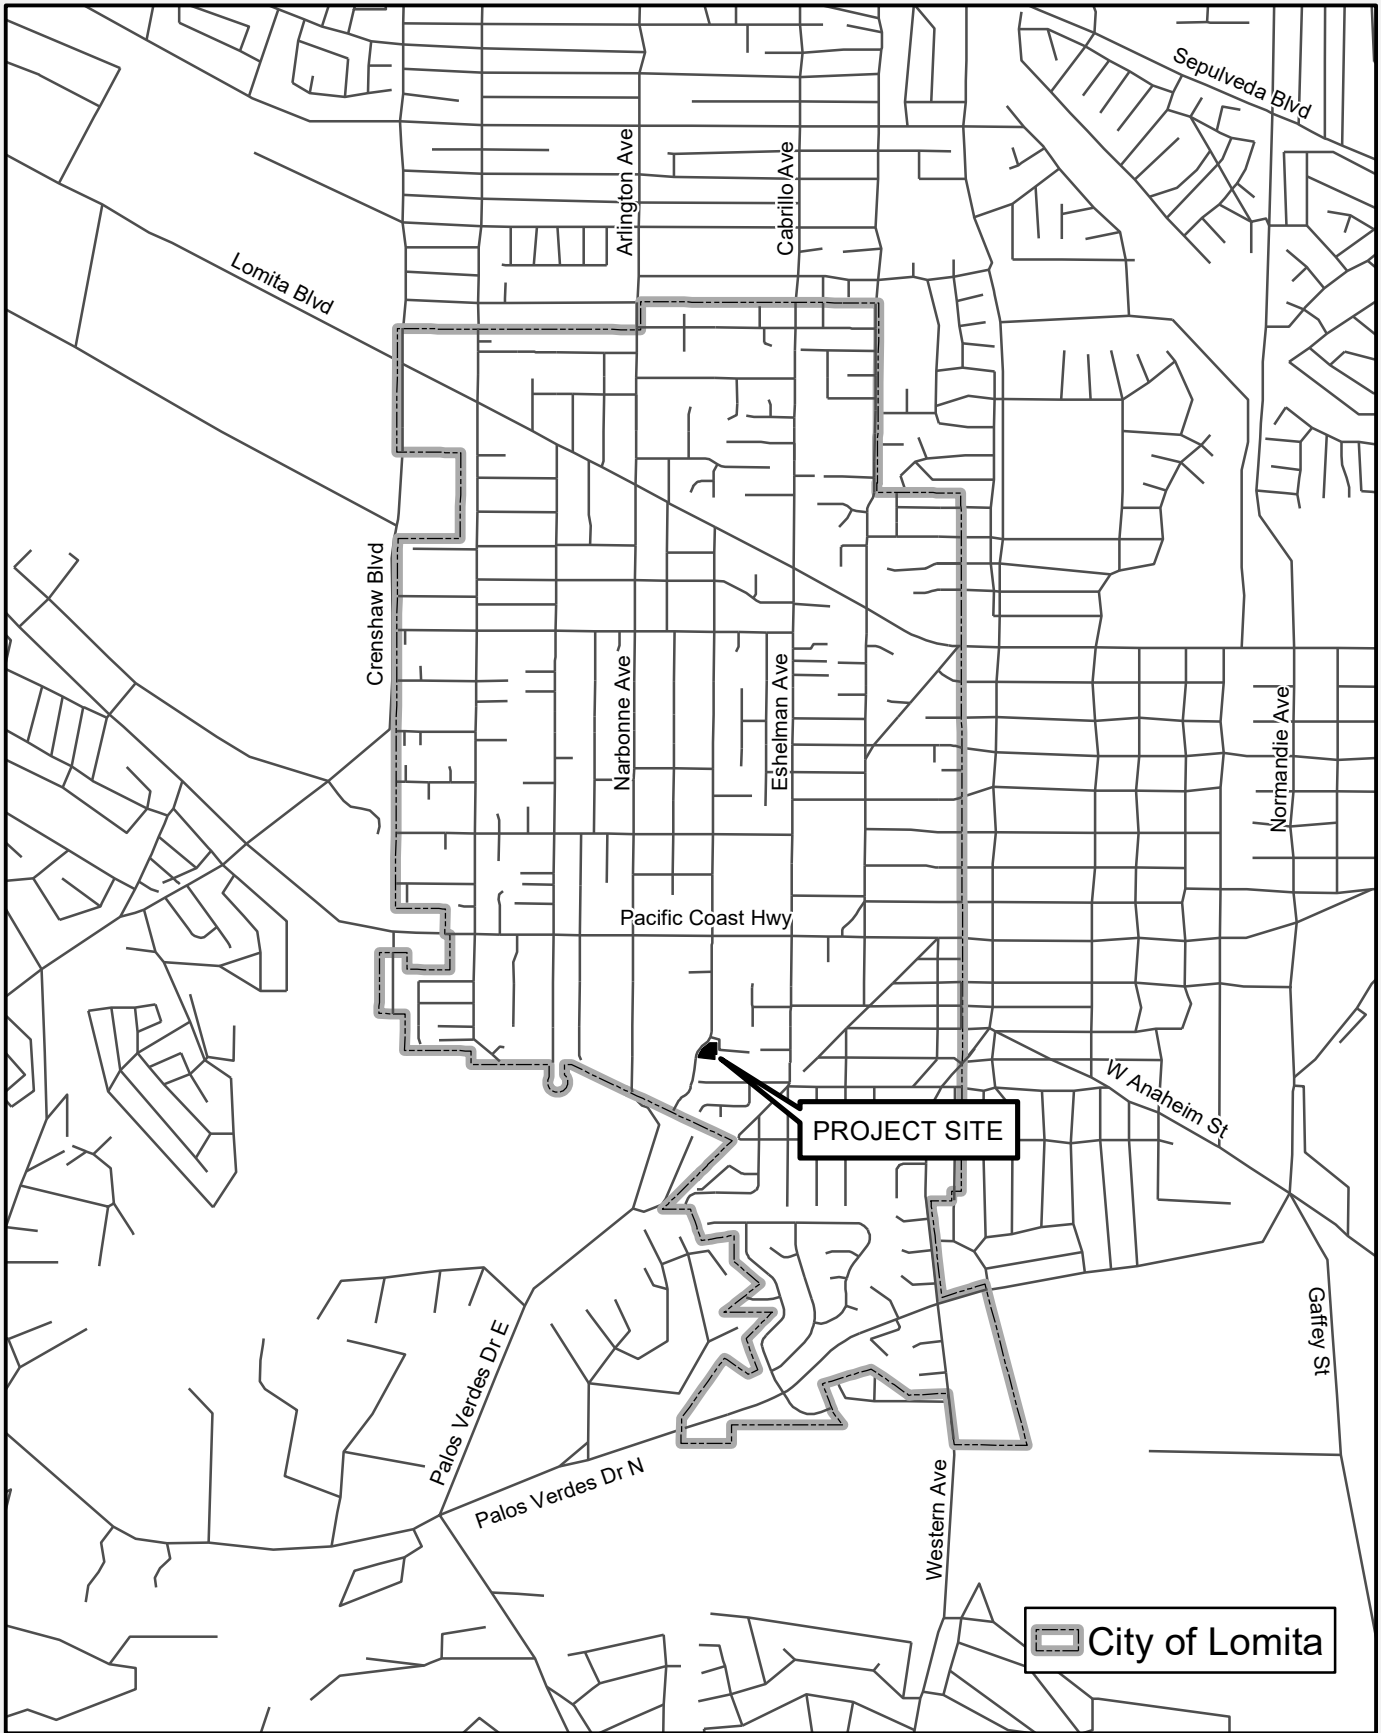 Sepulveda Blvd
Arlington Ave
Cabrillo Ave
Lomita Blvd
Crenshaw Blvd
Narbonne Ave
Eshelman Ave
Normandie Ave
Pacific Coast Hwy
W Anaheim St
PROJECT SITE
Gaffey St
Palos Verdes Dr E
Palos Verdes Dr N
Western Ave
City of Lomita